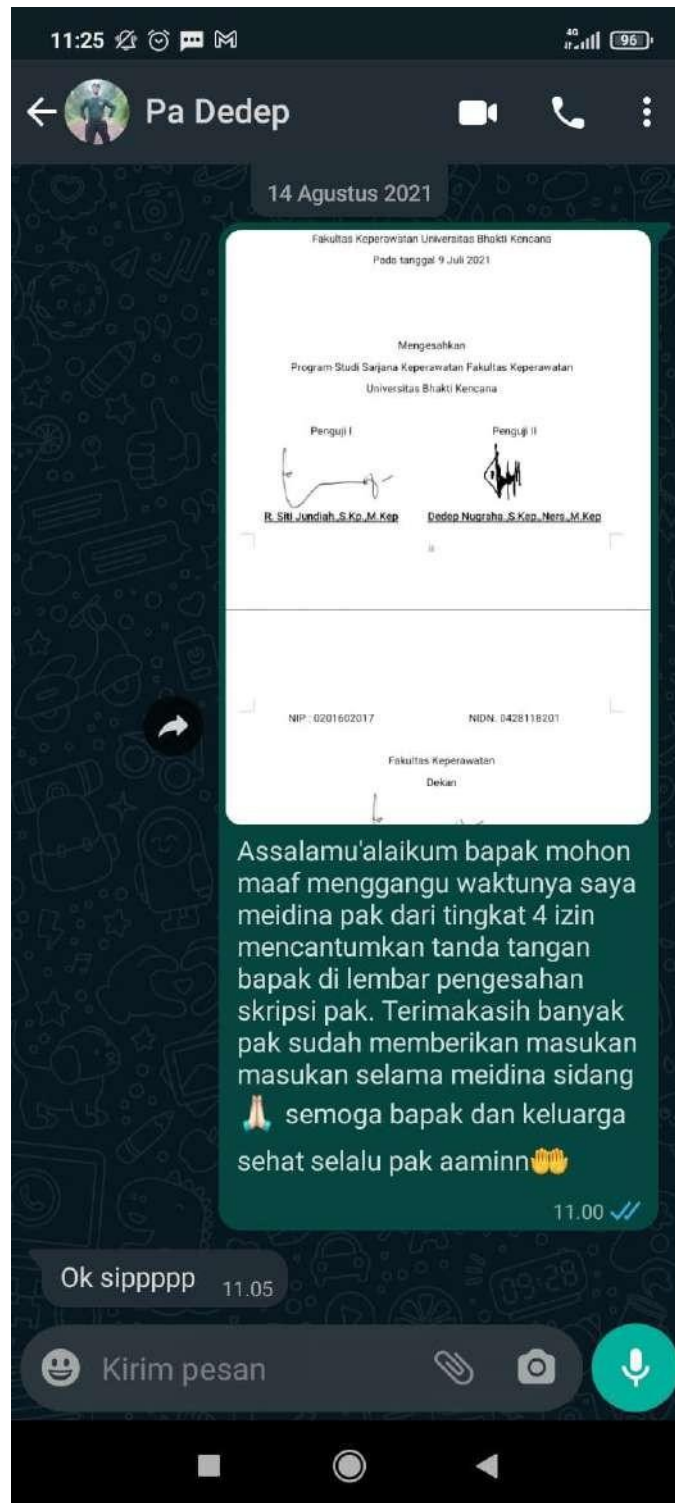 11:25
4G
96
Pa Dedep
14 Agustus 2021
Fakultas Keperawatan Universitas Bhakti Kencana
Pada tanggal 9 Juli 2021
Mengesahkan
Program Studi Sarjana Keperawatan Fakultas Keperawatan
Universitas Bhakti Kencana
Penguji I Penguji II
R. Siti Jundiah.,S.Kp.,M.Kep Dedep Nugraha.,S.Kep.,Ners.,M.Kep
ii
NIP : 0201602017 NIDN. 0428118201
Fakultas Keperawatan
Dekan
Assalamu'alaikum bapak mohon
maaf menggangu waktunya saya
meidina pak dari tingkat 4 izin
mencantumkan tanda tangan
bapak di lembar pengesahan
skripsi pak. Terimakasih banyak
pak sudah memberikan masukan
masukan selama meidina sidang
🙏🏻 semoga bapak dan keluarga
sehat selalu pak aaminn🤲
11.00
Ok sippppp 11.05
Kirim pesan